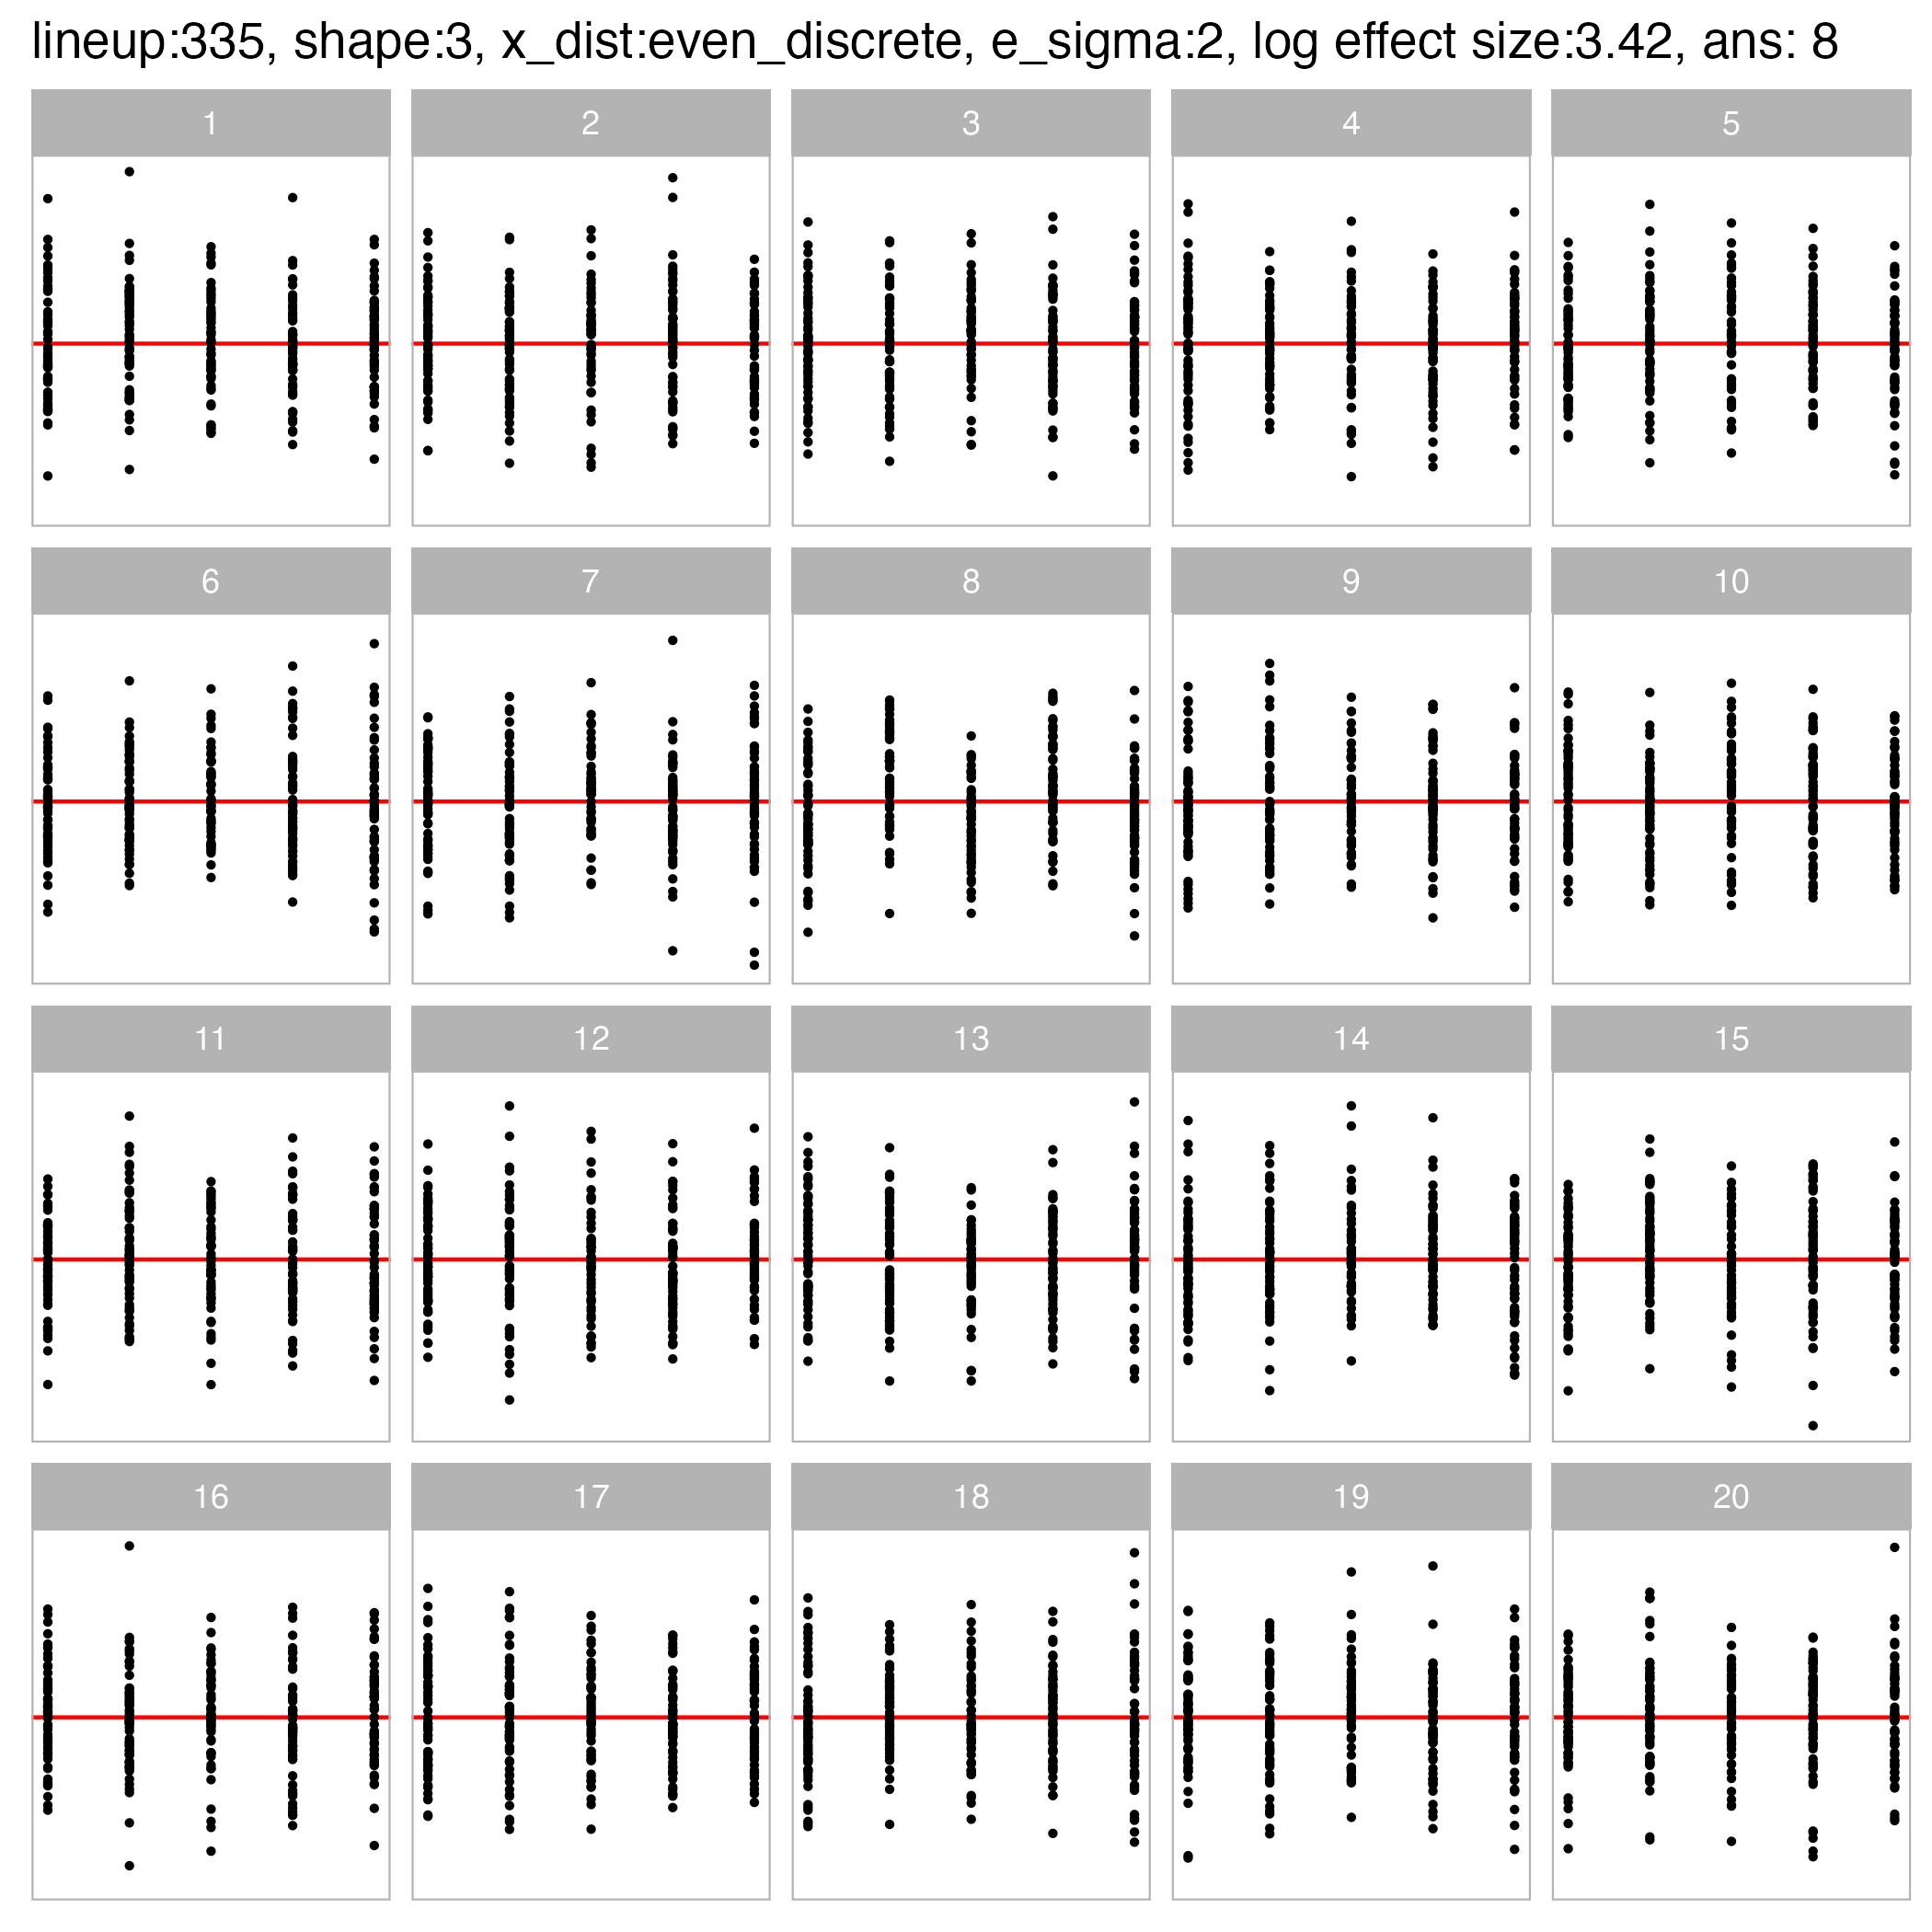 lineup:335, shape:3, x_dist:even_discrete, e_sigma:2, log effect size:3.42, ans: 8
1 2 3 4 5
6 7 8 9 10
11 12 13 14 15
16 17 18 19 20